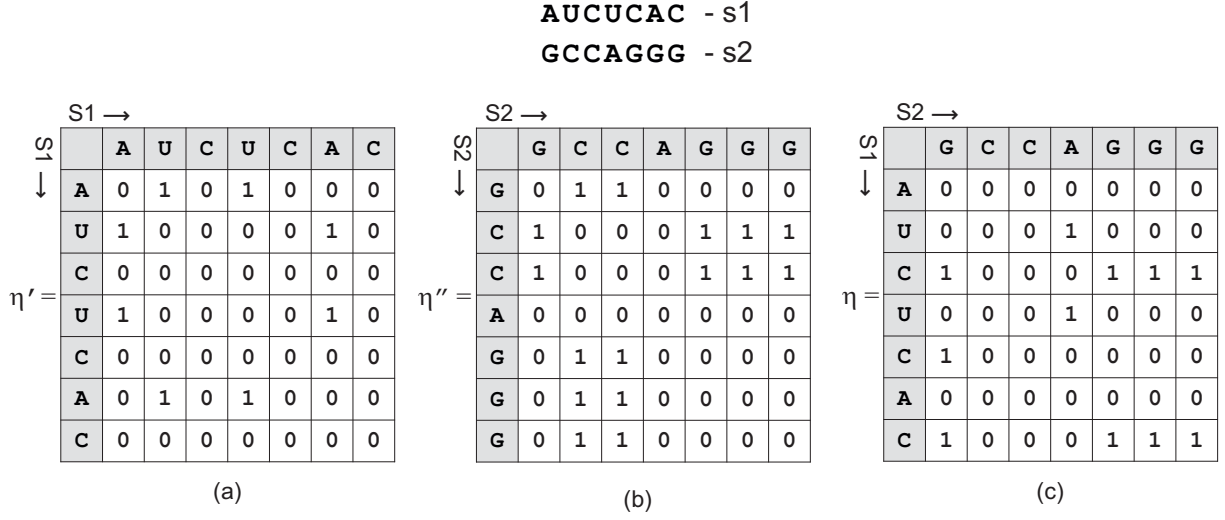 AUCUCAC - s1
GCCAGGG - s2
S1 →
S1 →
η′ =
A U C U C A C
A 0 1 0 1 0 0 0
U 1 0 0 0 0 1 0
C 0 0 0 0 0 0 0
U 1 0 0 0 0 1 0
C 0 0 0 0 0 0 0
A 0 1 0 1 0 0 0
C 0 0 0 0 0 0 0
(a)
S2 →
S2 →
η″ =
G C C A G G G
G 0 1 1 0 0 0 0
C 1 0 0 0 1 1 1
C 1 0 0 0 1 1 1
A 0 0 0 0 0 0 0
G 0 1 1 0 0 0 0
G 0 1 1 0 0 0 0
G 0 1 1 0 0 0 0
(b)
S2 →
S1 →
η =
G C C A G G G
A 0 0 0 0 0 0 0
U 0 0 0 1 0 0 0
C 1 0 0 0 1 1 1
U 0 0 0 1 0 0 0
C 1 0 0 0 0 0 0
A 0 0 0 0 0 0 0
C 1 0 0 0 1 1 1
(c)